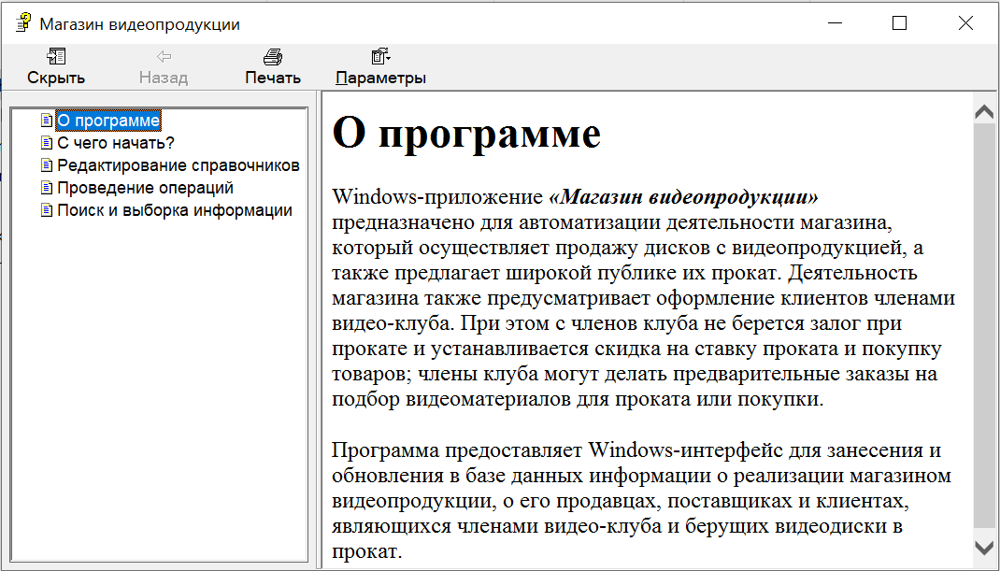 Магазин видеопродукции
Скрыть
Назад
Печать
Параметры
О программе
С чего начать?
Редактирование справочников
Проведение операций
Поиск и выборка информации
О программе
Windows-приложение «Магазин видеопродукции»
предназначено для автоматизации деятельности магазина,
который осуществляет продажу дисков с видеопродукцией, а
также предлагает широкой публике их прокат. Деятельность
магазина также предусматривает оформление клиентов членами
видео-клуба. При этом с членов клуба не берется залог при
прокате и устанавливается скидка на ставку проката и покупку
товаров; члены клуба могут делать предварительные заказы на
подбор видеоматериалов для проката или покупки.
Программа предоставляет Windows-интерфейс для занесения и
обновления в базе данных информации о реализации магазином
видеопродукции, о его продавцах, поставщиках и клиентах,
являющихся членами видео-клуба и берущих видеодиски в
прокат.